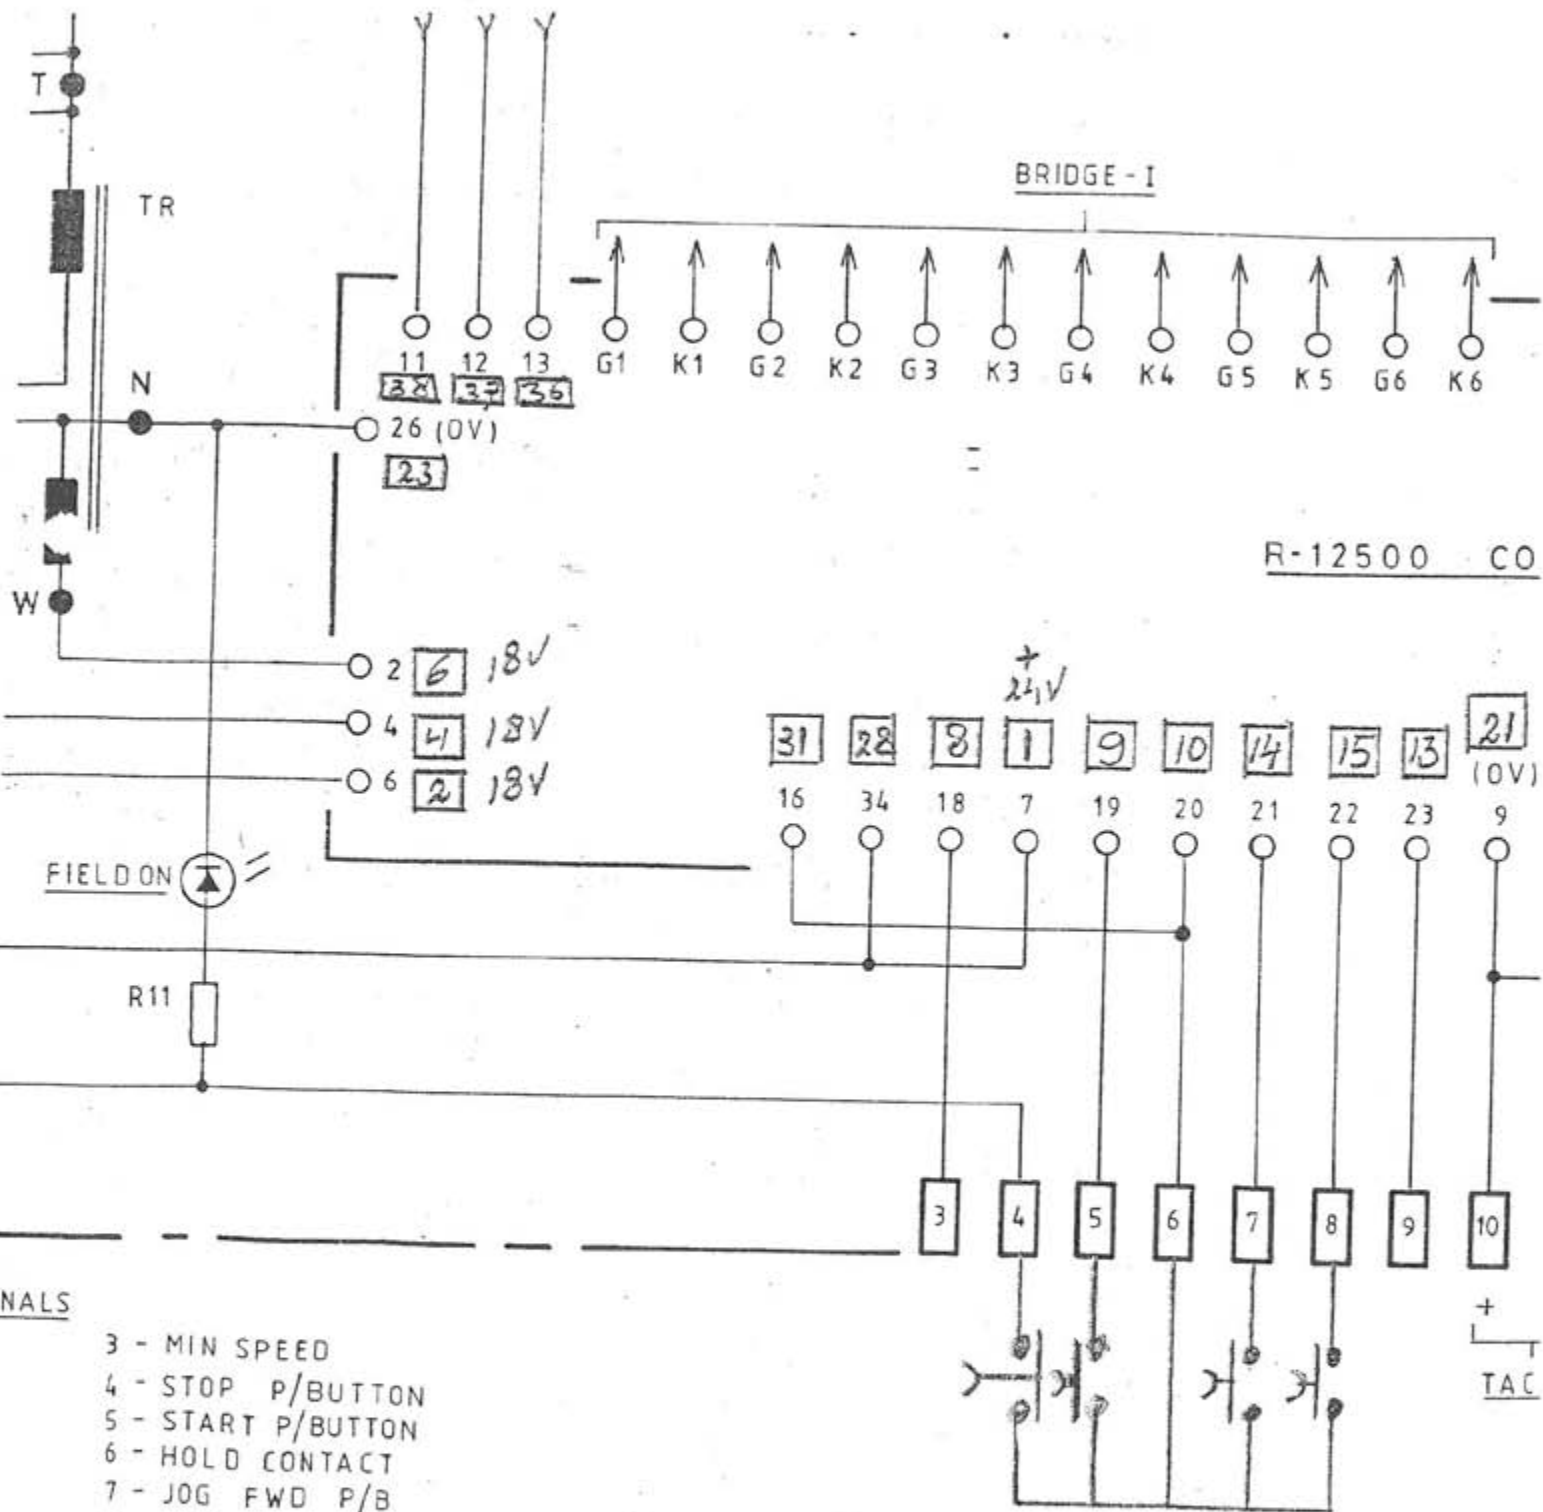 T
TR
BRIDGE - I
11 12 13 G1 K1 G2 K2 G3 K3 G4 K4 G5 K5 G6 K6
38 37 36
N
26 (0V)
23
R-12500 CO
W
2 6 18V
4 4 18V
6 2 18V
+
24V
31 28 8 1 9 10 14 15 13 21
(0V)
16 34 18 7 19 20 21 22 23 9
FIELD ON
R11
3 4 5 6 7 8 9 10
NALS
+
3 - MIN SPEED
4 - STOP P/BUTTON
5 - START P/BUTTON
6 - HOLD CONTACT
7 - JOG FWD P/B
TAC